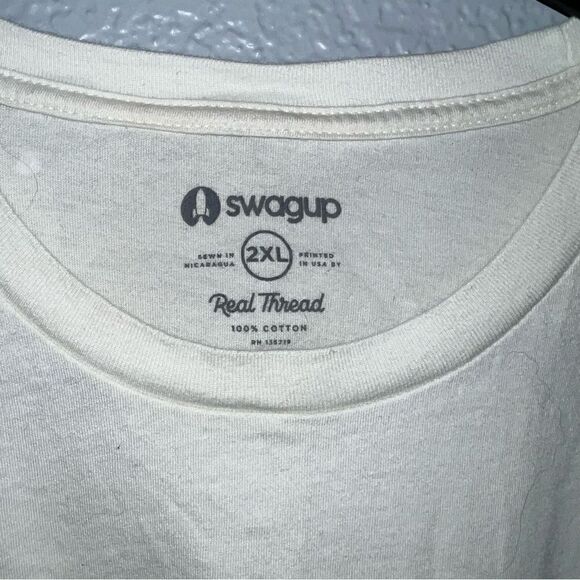 swagup
SEWN IN 2XL PRINTED
NICARAGUA IN USA BY
Real Thread
100% COTTON